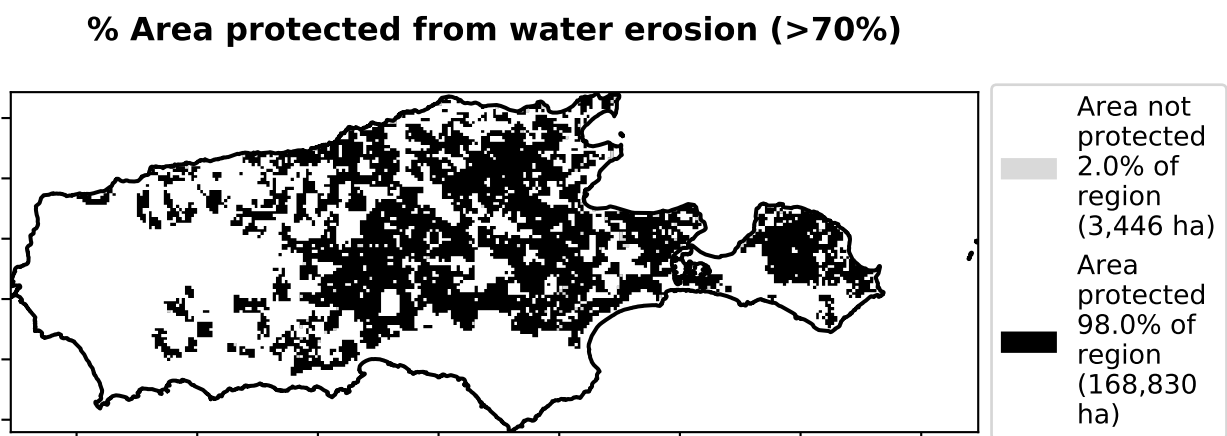 % Area protected from water erosion (>70%)
Area not
protected
2.0% of
region
(3,446 ha)
Area
protected
98.0% of
region
(168,830
ha)